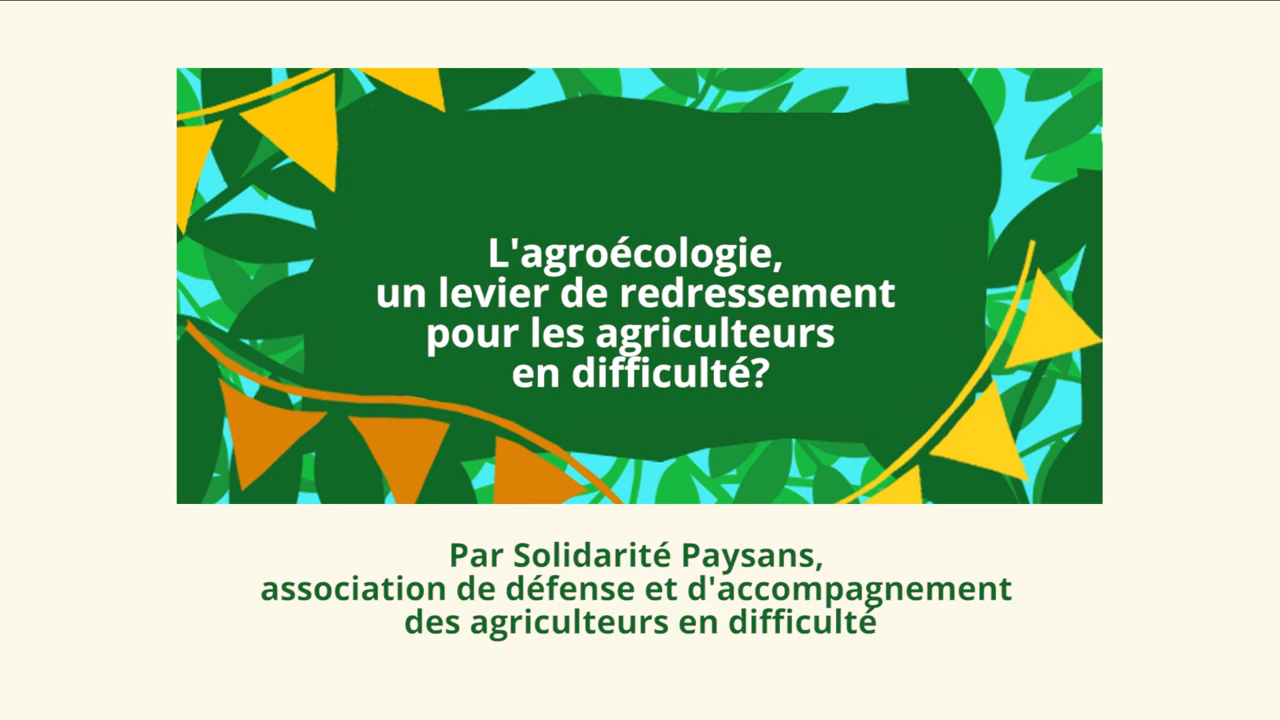 L'agroécologie,
un levier de redressement
pour les agriculteurs
en difficulté?
Par Solidarité Paysans,
association de défense et d'accompagnement
des agriculteurs en difficulté